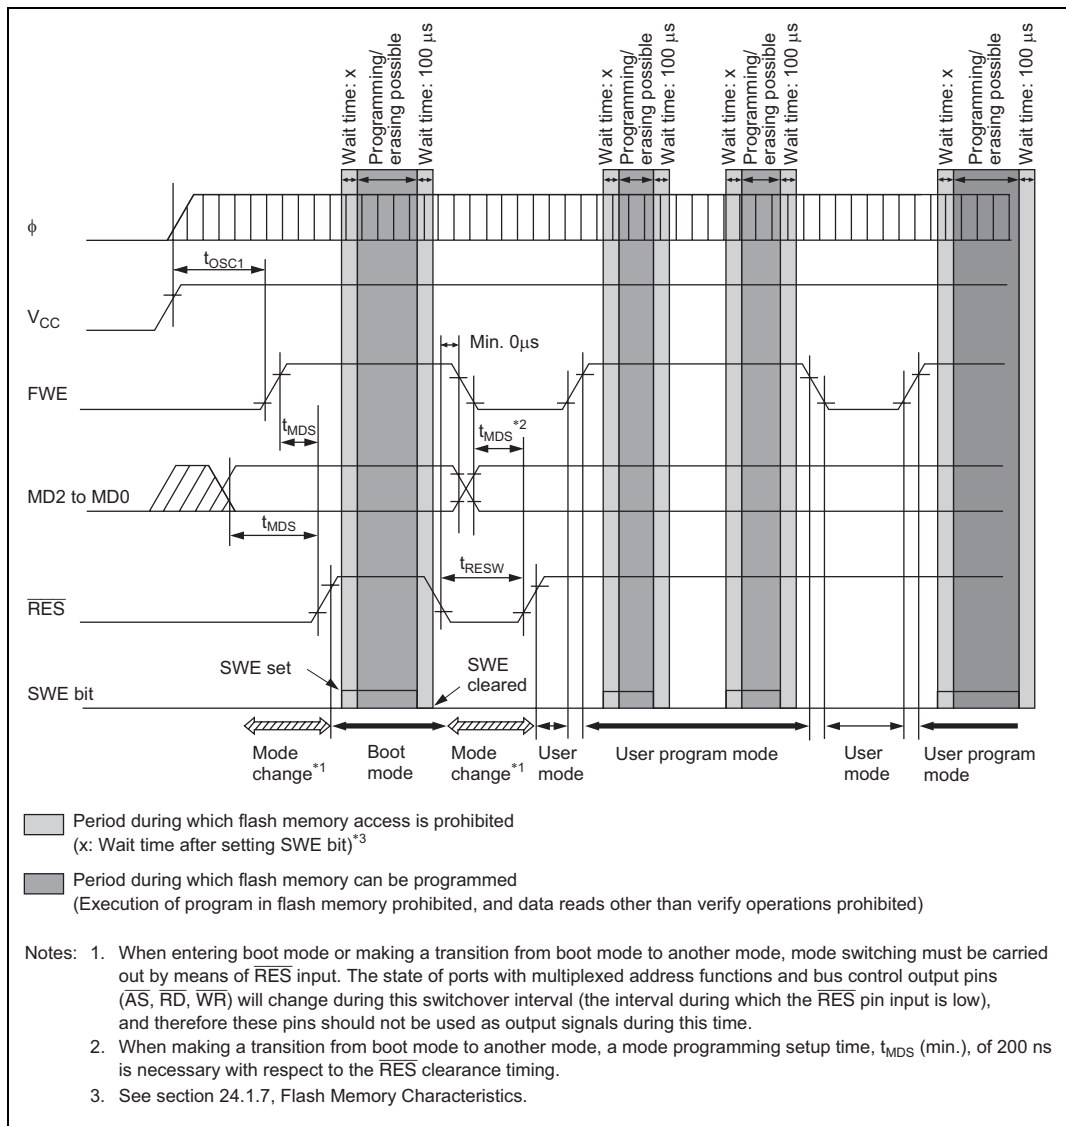 Wait time: x
Programming/
erasing possible
Wait time: 100 μs
Wait time: x
Programming/
erasing possible
Wait time: 100 μs
Wait time: x
Programming/
erasing possible
Wait time: 100 μs
Wait time: x
Programming/
erasing possible
Wait time: 100 μs
ϕ
tOSC1
VCC
Min. 0μs
FWE
tMDS
tMDS*2
MD2 to MD0
tMDS
tRESW
RES
SWE set
SWE
cleared
SWE bit
Mode
change*1
Boot
mode
Mode
change*1
User
mode
User program mode
User
mode
User program
mode
Period during which flash memory access is prohibited
(x: Wait time after setting SWE bit)*3
Period during which flash memory can be programmed
(Execution of program in flash memory prohibited, and data reads other than verify operations prohibited)
Notes: 1. When entering boot mode or making a transition from boot mode to another mode, mode switching must be carried
out by means of RES input. The state of ports with multiplexed address functions and bus control output pins
(AS, RD, WR) will change during this switchover interval (the interval during which the RES pin input is low),
and therefore these pins should not be used as output signals during this time.
2. When making a transition from boot mode to another mode, a mode programming setup time, tMDS (min.), of 200 ns
is necessary with respect to the RES clearance timing.
3. See section 24.1.7, Flash Memory Characteristics.